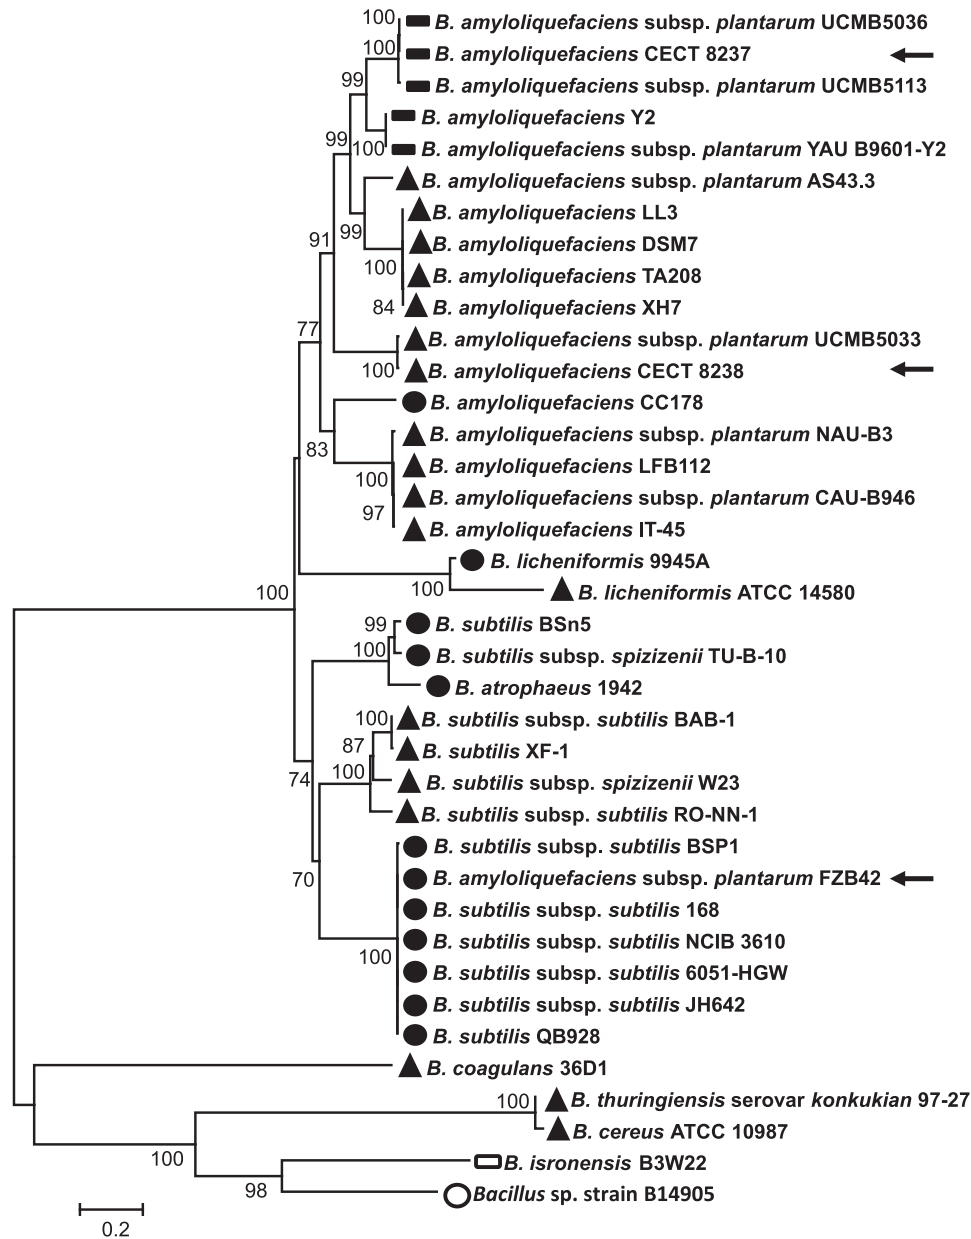 100 B. amyloliquefaciens subsp. plantarum UCMB5036
100 B. amyloliquefaciens CECT 8237
99 B. amyloliquefaciens subsp. plantarum UCMB5113
B. amyloliquefaciens Y2
99 100 B. amyloliquefaciens subsp. plantarum YAU B9601-Y2
B. amyloliquefaciens subsp. plantarum AS43.3
B. amyloliquefaciens LL3
91 99 B. amyloliquefaciens DSM7
100 B. amyloliquefaciens TA208
84 B. amyloliquefaciens XH7
77 B. amyloliquefaciens subsp. plantarum UCMB5033
100 B. amyloliquefaciens CECT 8238
B. amyloliquefaciens CC178
B. amyloliquefaciens subsp. plantarum NAU-B3
83 B. amyloliquefaciens LFB112
100 B. amyloliquefaciens subsp. plantarum CAU-B946
97 B. amyloliquefaciens IT-45
B. licheniformis 9945A
100 100 B. licheniformis ATCC 14580
99 B. subtilis BSn5
100 B. subtilis subsp. spizizenii TU-B-10
B. atrophaeus 1942
100 B. subtilis subsp. subtilis BAB-1
87 B. subtilis XF-1
74 100 B. subtilis subsp. spizizenii W23
B. subtilis subsp. subtilis RO-NN-1
B. subtilis subsp. subtilis BSP1
70 B. amyloliquefaciens subsp. plantarum FZB42
B. subtilis subsp. subtilis 168
B. subtilis subsp. subtilis NCIB 3610
100 B. subtilis subsp. subtilis 6051-HGW
B. subtilis subsp. subtilis JH642
B. subtilis QB928
B. coagulans 36D1
100 B. thuringiensis serovar konkukian 97-27
B. cereus ATCC 10987
100 B. isronensis B3W22
98 Bacillus sp. strain B14905
0.2